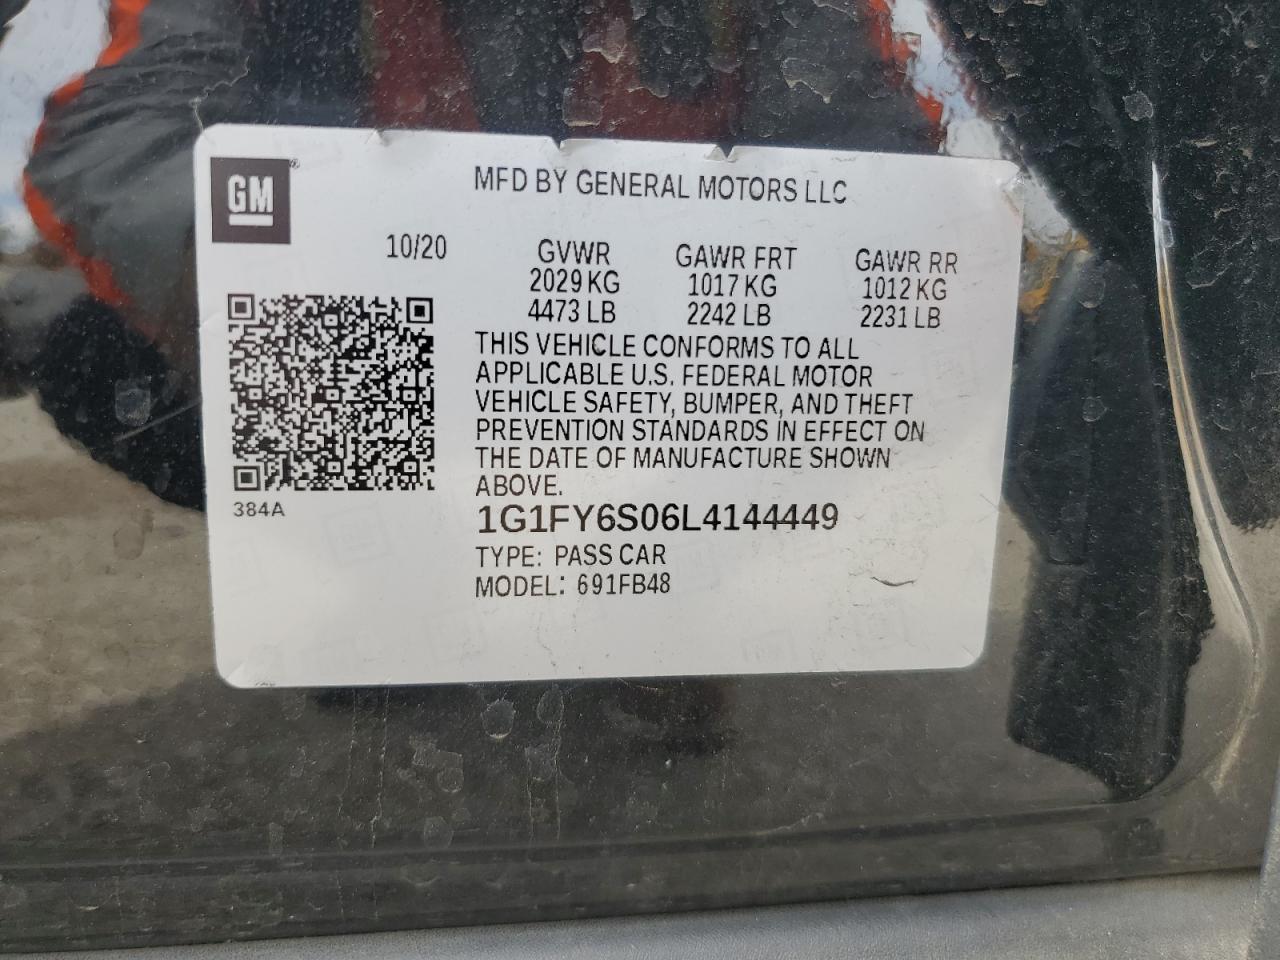 GM
MFD BY GENERAL MOTORS LLC
10/20
GVWR GAWR FRT GAWR RR
2029 KG 1017 KG 1012 KG
4473 LB 2242 LB 2231 LB
THIS VEHICLE CONFORMS TO ALL
APPLICABLE U.S. FEDERAL MOTOR
VEHICLE SAFETY, BUMPER, AND THEFT
PREVENTION STANDARDS IN EFFECT ON
THE DATE OF MANUFACTURE SHOWN
ABOVE.
384A
1G1FY6S06L4144449
TYPE: PASS CAR
MODEL: 691FB48